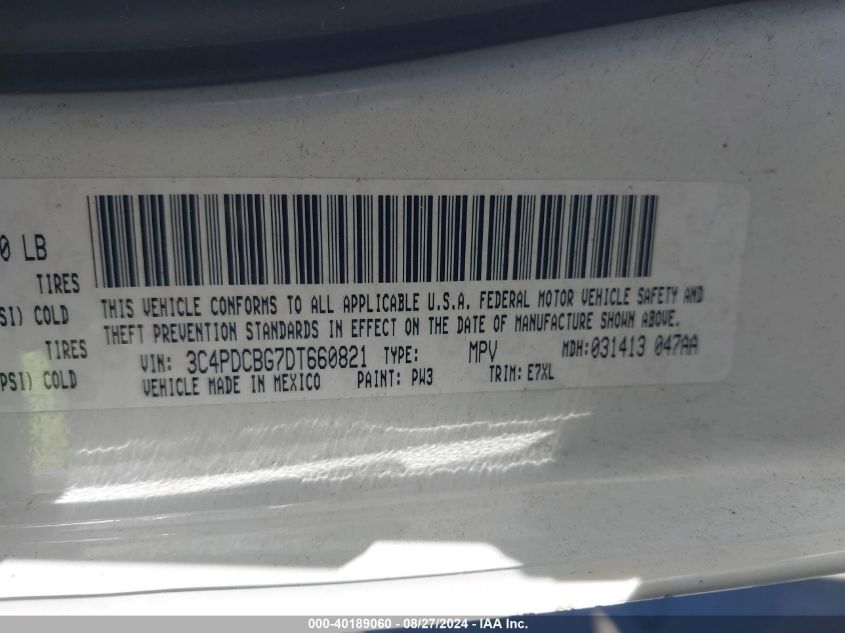 0 LB
TIRES
SI) COLD
TIRES
PSI) COLD
THIS VEHICLE CONFORMS TO ALL APPLICABLE U.S.A. FEDERAL MOTOR VEHICLE SAFETY AND
THEFT PREVENTION STANDARDS IN EFFECT ON THE DATE OF MANUFACTURE SHOWN ABOVE.
VIN: 3C4PDCBG7DT660821 TYPE: MPV MDH:031413 047AA
VEHICLE MADE IN MEXICO PAINT: PW3 TRIM: E7XL
000-40189060 - 08/27/2024 - IAA Inc.